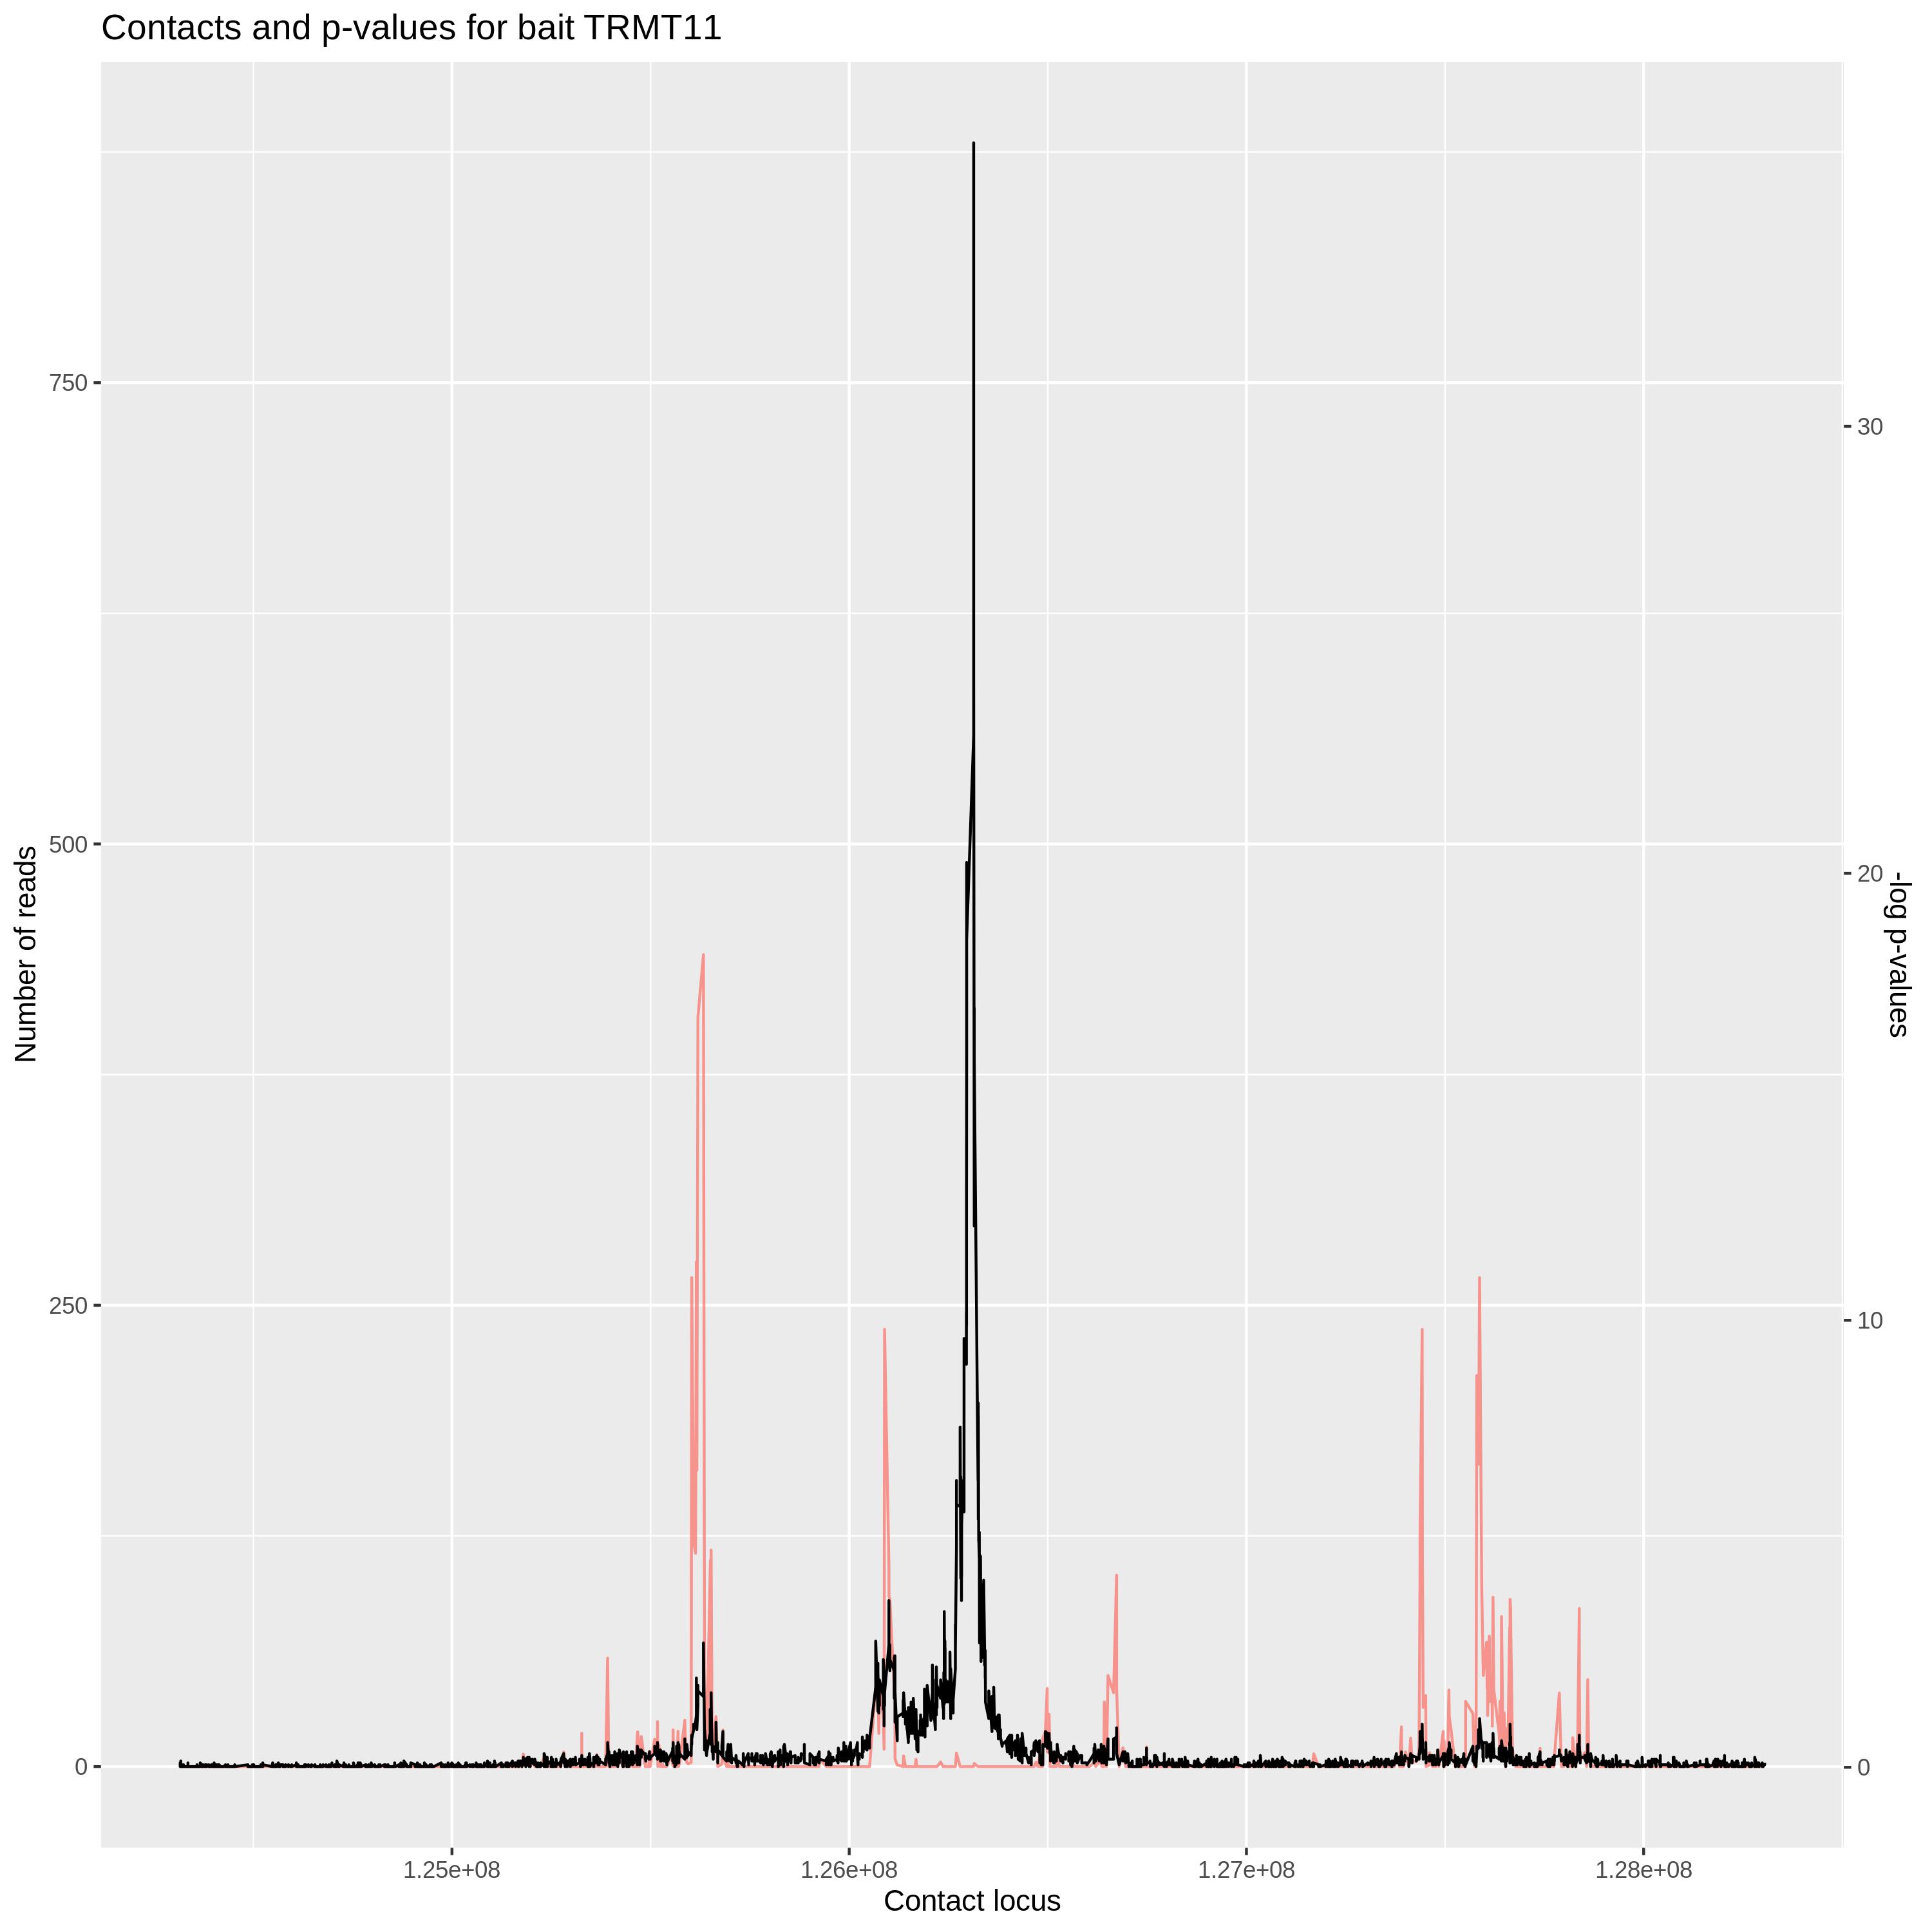 Contacts and p-values for bait TRMT11
750
500
250
0
30
20
10
0
Number of reads
-log p-values
1.25e+08
1.26e+08
1.27e+08
1.28e+08
Contact locus